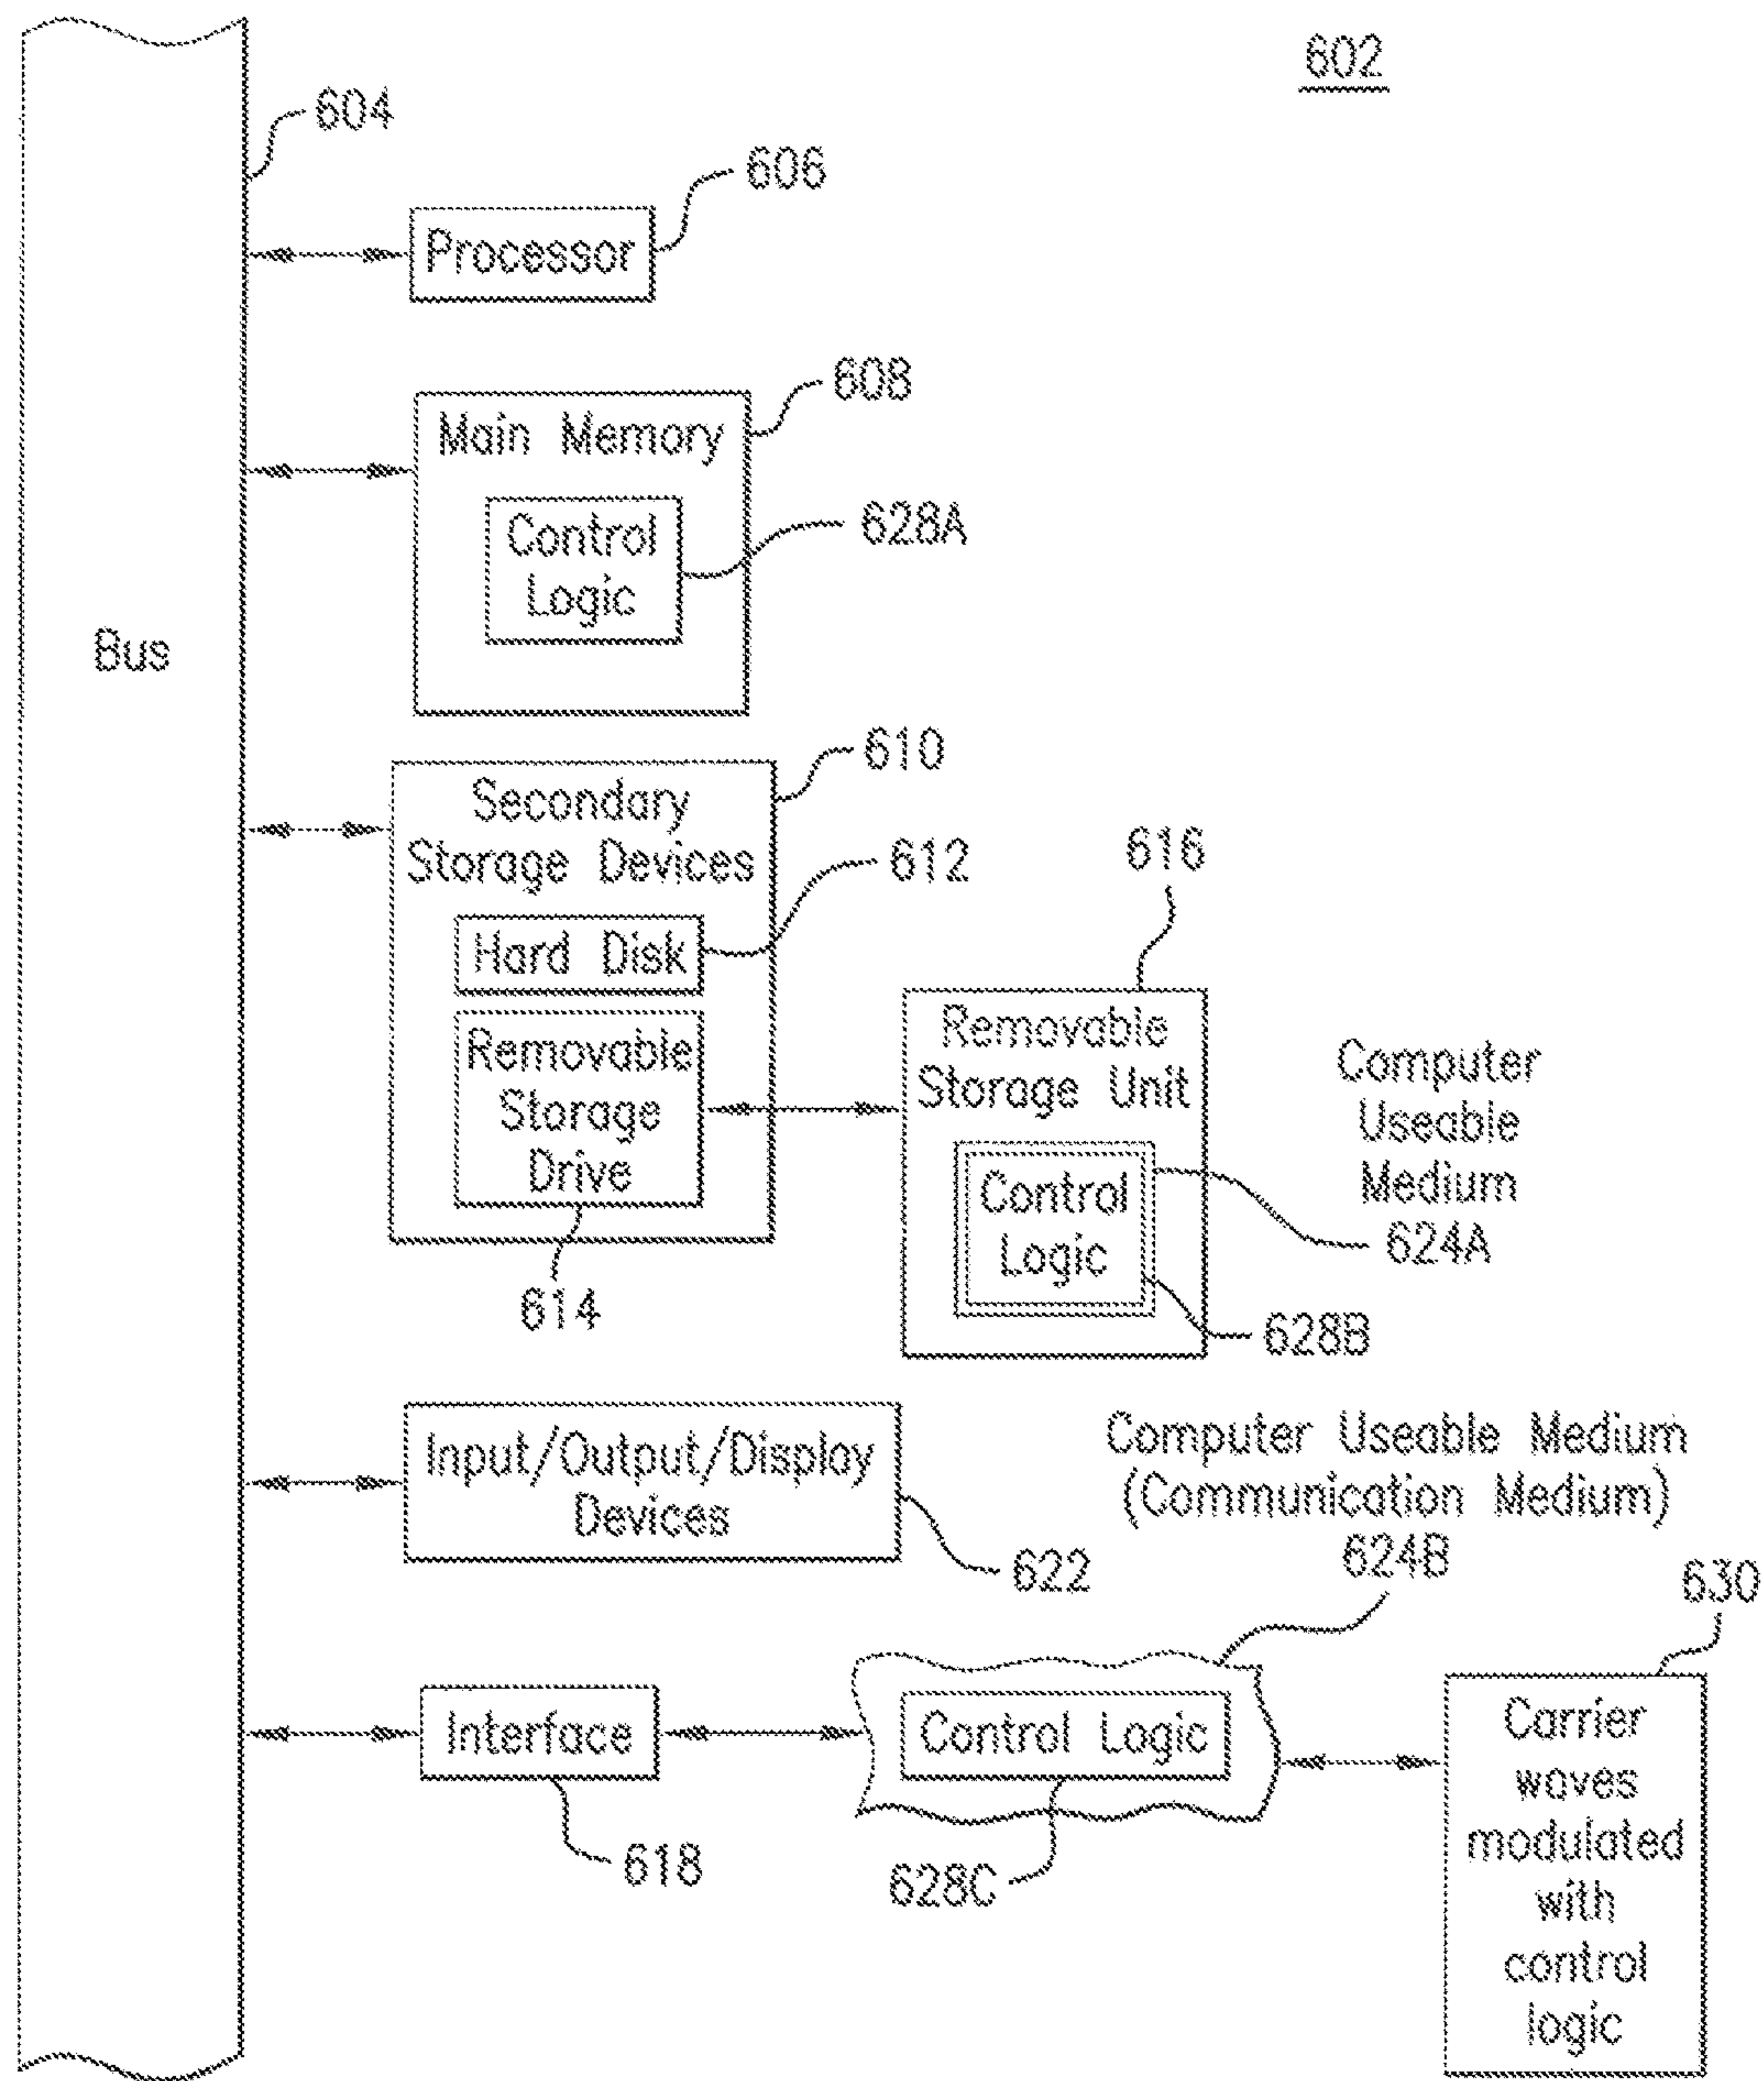 602
604
606
Processor
608
Main Memory
Control
Logic
628A
Bus
610
Secondary
Storage Devices
612
Hard Disk
Removable
Storage
Drive
614
616
Removable
Storage Unit
Control
Logic
Computer
Useable
Medium
624A
628B
Input/Output/Display
Devices
622
Computer Useable Medium
(Communication Medium)
624B
630
Interface
618
Control Logic
628C
Carrier
waves
modulated
with
control
logic